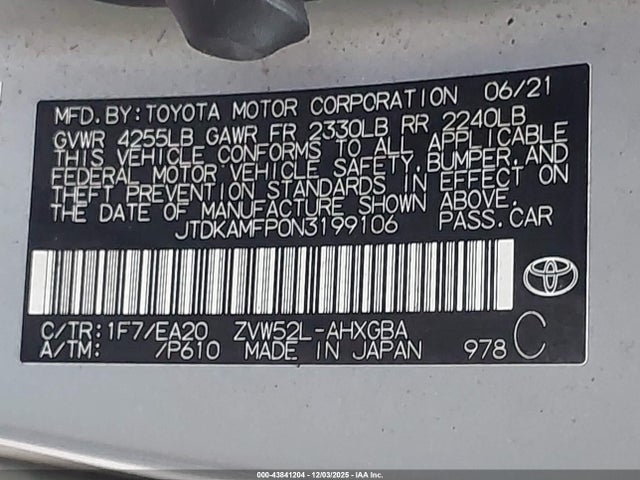 MFD. BY: TOYOTA MOTOR CORPORATION 06/21
GVWR 4255LB GAWR FR 2330LB RR 2240LB
THIS VEHICLE CONFORMS TO ALL APPLICABLE
FEDERAL MOTOR VEHICLE SAFETY, BUMPER, AND
THEFT PREVENTION STANDARDS IN EFFECT ON
THE DATE OF MANUFACTURE SHOWN ABOVE.
JTDKAMFP0N3199106 PASS.CAR
C/TR: 1F7/EA20 ZVW52L-AHXGBA
A/TM: /P610 MADE IN JAPAN 978 C
000-43841204 - 12/03/2025 - IAA Inc.